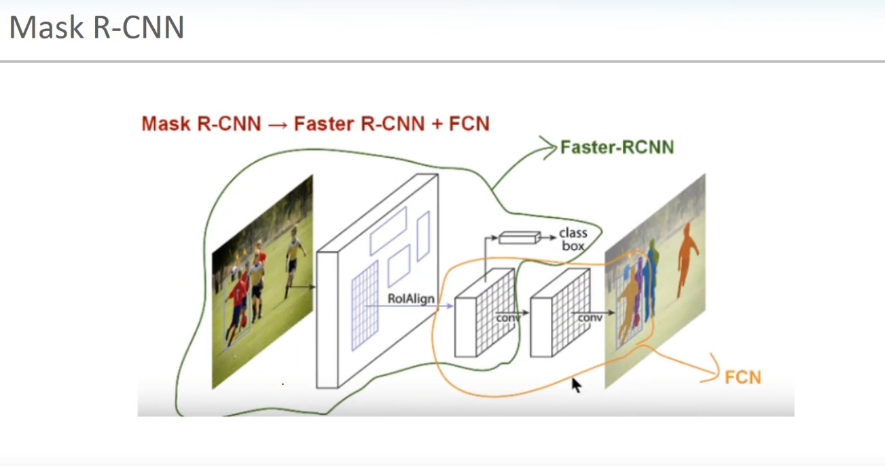 Mask R-CNN
Mask R-CNN → Faster R-CNN + FCN
Faster-RCNN
class
box
RoIAlign
conv
conv
FCN